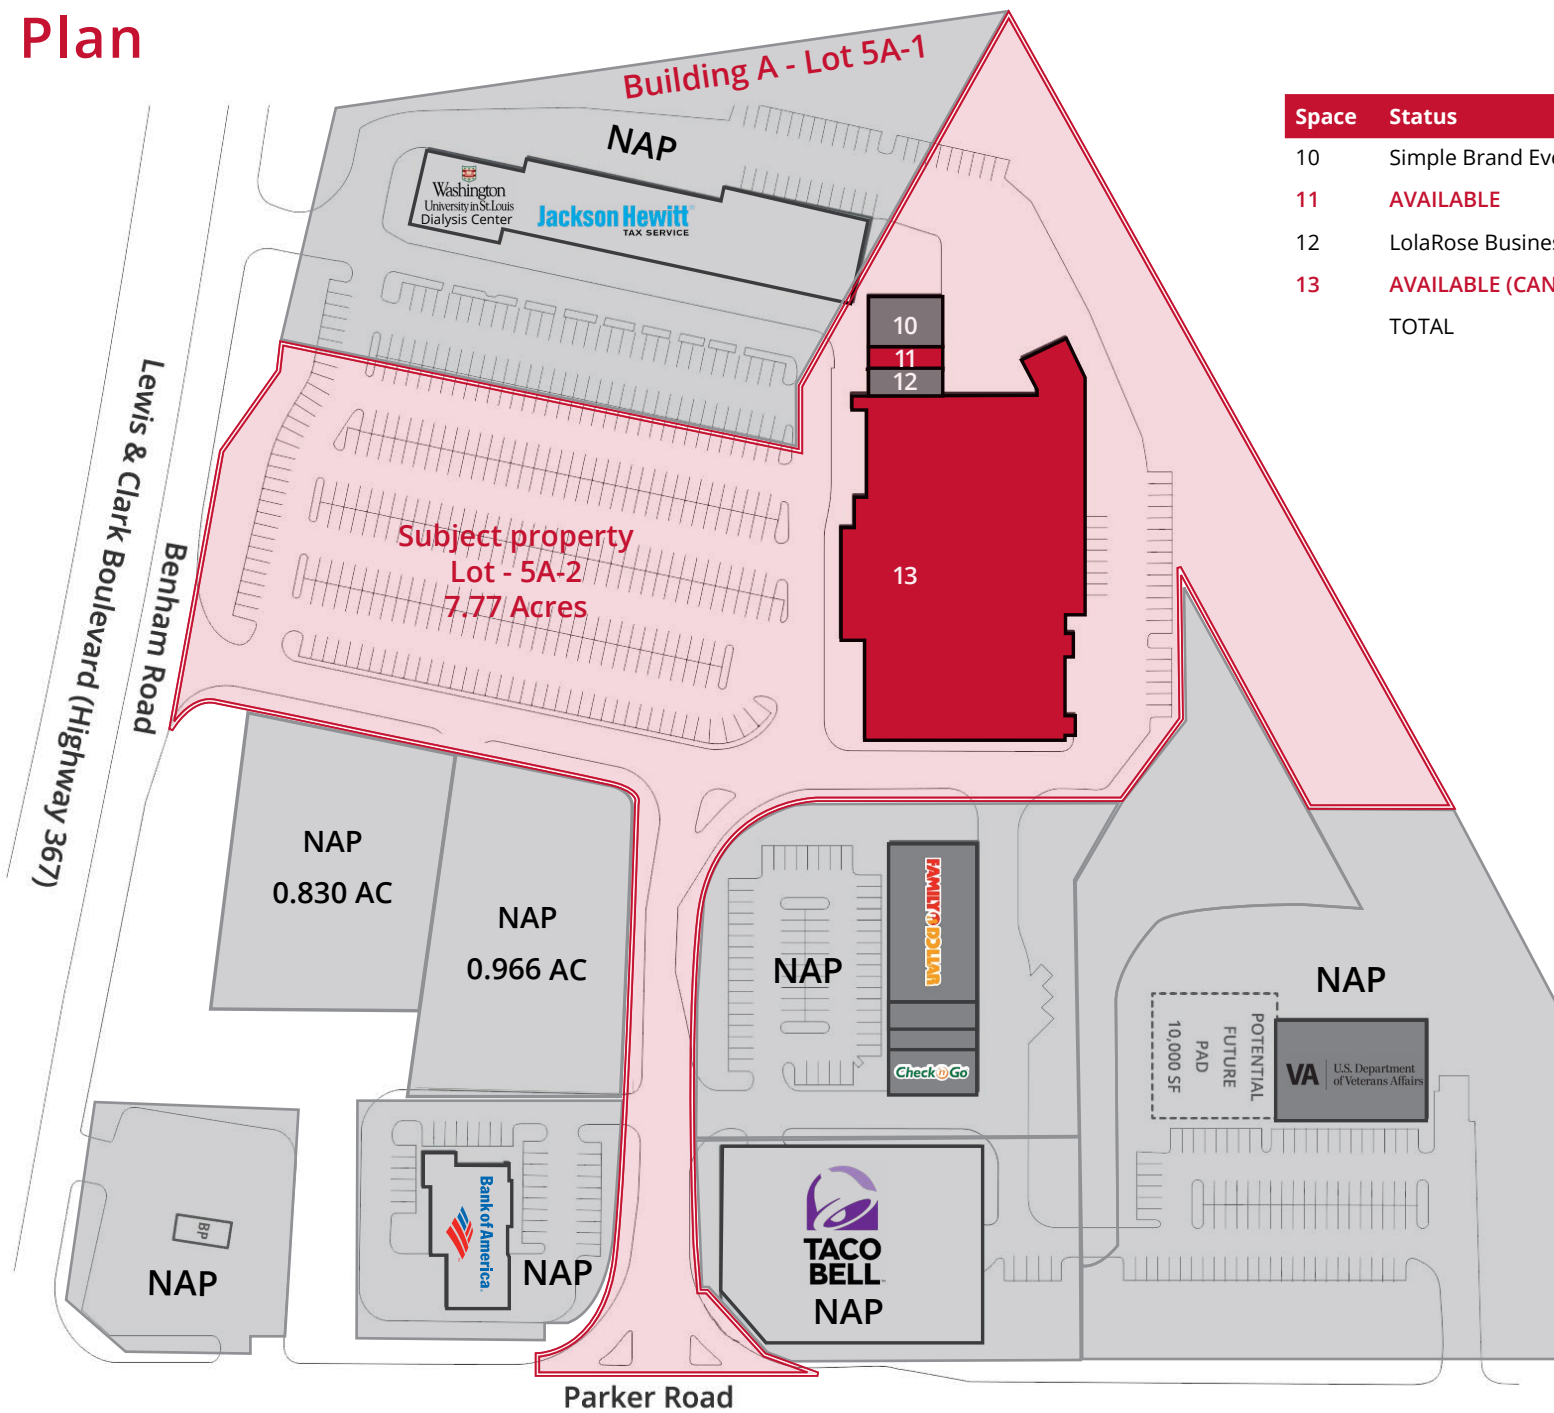 Plan
Building A - Lot 5A-1
NAP
Washington
University in St. Louis
Dialysis Center
Jackson Hewitt
TAX SERVICE
Space Status
10 Simple Brand Eve
11 AVAILABLE
12 LolaRose Busines
13 AVAILABLE (CAN
TOTAL
10
11
12
13
Subject property
Lot - 5A-2
7.77 Acres
Lewis & Clark Boulevard (Highway 367)
Benham Road
NAP
0.830 AC
NAP
0.966 AC
NAP
FAMILY DOLLAR
Check n Go
NAP
POTENTIAL
FUTURE
PAD
10,000 SF
VA
U.S. Department
of Veterans Affairs
BP
NAP
Bank of America
NAP
TACO
BELL
NAP
Parker Road